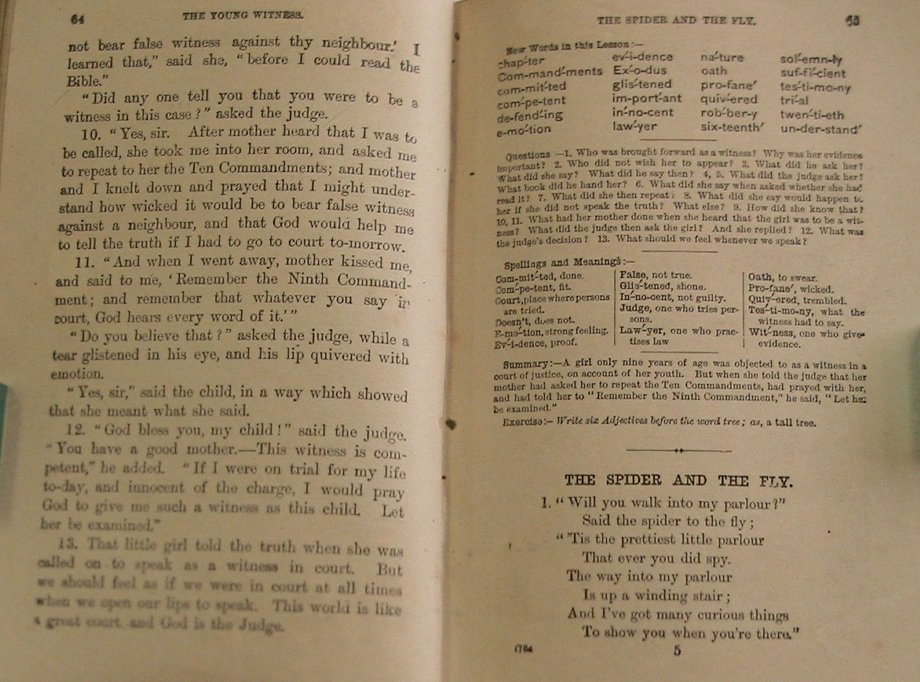 64 THE YOUNG WITNESS.
not bear false witness against thy neighbour.' I
learned that," said she, "before I could read the
Bible."
"Did any one tell you that you were to be a
witness in this case?" asked the judge.
10. "Yes, sir. After mother heard that I was to
be called, she took me into her room, and asked me
to repeat to her the Ten Commandments; and mother
and I knelt down and prayed that I might under-
stand how wicked it would be to bear false witness
against a neighbour, and that God would help me
to tell the truth if I had to go to court to-morrow.
11. "And when I went away, mother kissed me,
and said to me, 'Remember the Ninth Command-
ment; and remember that whatever you say in
court, God hears every word of it.'"
"Do you believe that?" asked the judge, while a
tear glistened in his eye, and his lip quivered with
emotion.
"Yes, sir," said the child, in a way which showed
that she meant what she said.
12. "God bless you, my child!" said the judge.
"You have a good mother.—This witness is com-
petent," he added. "If I were on trial for my life
to-day, and innocent of the charge, I would pray
God to give me such a witness as this child. Let
her be examined."
13. That little girl told the truth when she was
called on to speak as a witness in court. But
we should feel as if we were in court at all times
when we open our lips to speak. This world is like
a great court, and God is the Judge.
THE SPIDER AND THE FLY. 65
New Words in this Lesson:—
chap-ter ev-i-dence na-ture sol-emn-ly
Com-mand-ments Ex-o-dus oath suf-fi-cient
com-mit-ted glis-tened pro-fane' tes-ti-mo-ny
com-pe-tent im-port-ant quiv-ered tri-al
de-fend-ing in-no-cent rob-ber-y twen-ti-eth
e-mo-tion law-yer six-teenth' un-der-stand'
Questions—1. Who was brought forward as a witness? Why was her evidence
important? 2. Who did not wish her to appear? 3. What did he ask her?
What did she say? What did he say then? 4, 5. What did the judge ask her?
What book did he hand her? 6. What did she say when asked whether she had
read it? 7. What did she then repeat? 8. What did she say would happen to
her if she did not speak the truth? What else? 9. How did she know that?
10, 11. What had her mother done when she heard that the girl was to be a wit-
ness? What did the judge then ask the girl? And she replied? 12. What was
the judge's decision? 13. What should we feel whenever we speak?
Spellings and Meanings:—
Com-mit-ted, done.
Com-pe-tent, fit.
Court, place where persons
are tried.
Doesn't, does not.
E-mo-tion, strong feeling.
Ev-i-dence, proof.
False, not true.
Glis-tened, shone.
In-no-cent, not guilty.
Judge, one who tries per-
sons.
Law-yer, one who prac-
tises law
Oath, to swear.
Pro-fane', wicked.
Quiv-ered, trembled.
Tes-ti-mo-ny, what the
witness had to say.
Wit-ness, one who gives
evidence.
Summary:—A girl only nine years of age was objected to as a witness in a
court of justice, on account of her youth. But when she told the judge that her
mother had asked her to repeat the Ten Commandments, had prayed with her,
and had told her to "Remember the Ninth Commandment," he said, "Let her
be examined."
Exercise:—Write six Adjectives before the word tree; as, a tall tree.
THE SPIDER AND THE FLY.
1. "Will you walk into my parlour?"
Said the spider to the fly;
"'Tis the prettiest little parlour
That ever you did spy.
The way into my parlour
Is up a winding stair;
And I've got many curious things
To show you when you're there."
(704 5